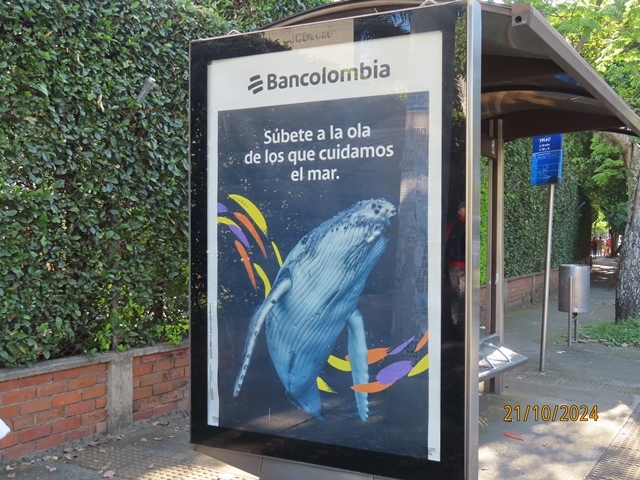 Bancolombia
Súbete a la ola
de los que cuidamos
el mar.
21/10/2024